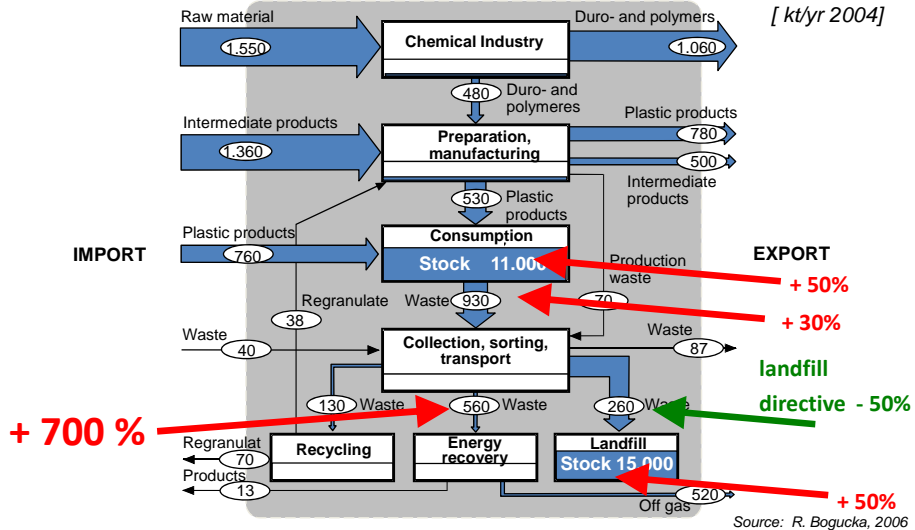 Raw material
Duro- and polymers
[ kt/yr 2004]
1.550
Chemical Industry
1.060
480
Duro- and
polymeres
Intermediate products
Plastic products
1.360
Preparation,
manufacturing
780
500
530
Plastic
products
Intermediate
products
Plastic products
760
Consumption
IMPORT
Stock 11.000
Production
waste
EXPORT
+ 50%
Regranulate
Waste
930
70
38
+ 30%
Waste
40
Collection, sorting,
transport
Waste
87
landfill
directive - 50%
130
Waste
560
Waste
260
Waste
+ 700 %
Regranulat
70
Recycling
Energy
recovery
Landfill
Stock 15.000
Products
13
520
Off gas
+ 50%
Source: R. Bogucka, 2006